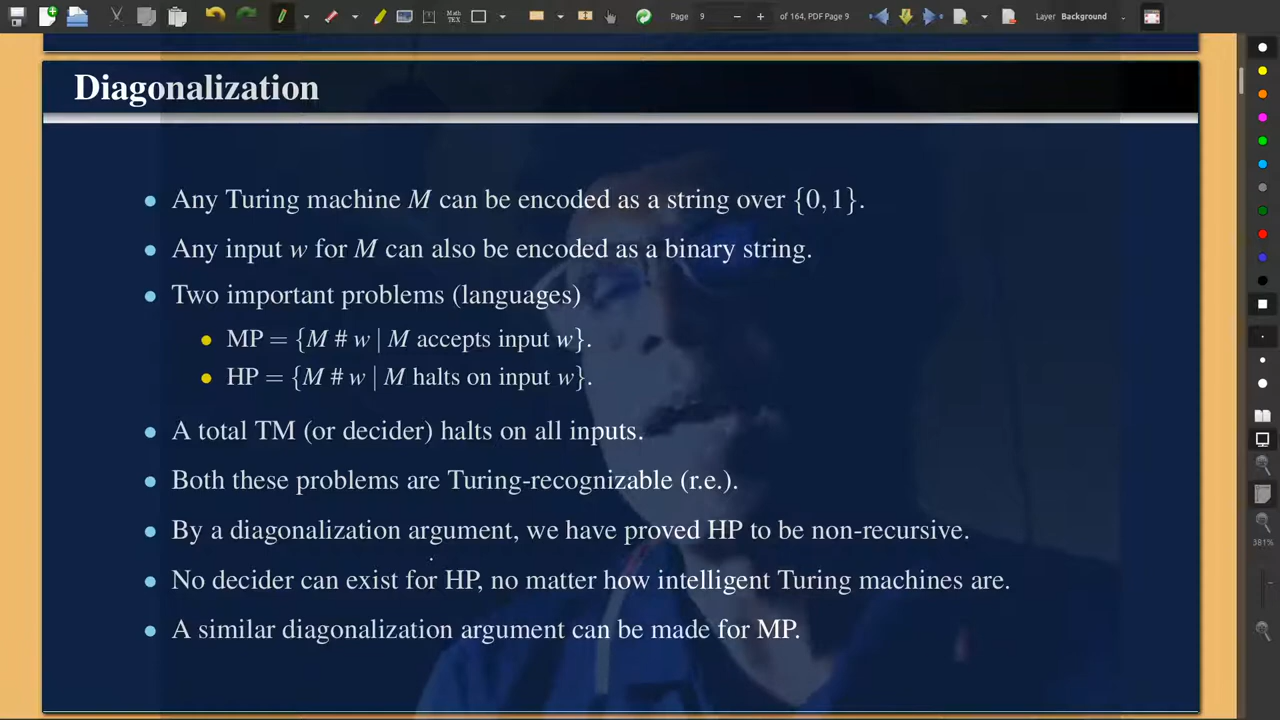 Math
TEX
Page 9 of 164, PDF Page 9
Layer Background
Diagonalization
• Any Turing machine M can be encoded as a string over {0, 1}.
• Any input w for M can also be encoded as a binary string.
• Two important problems (languages)
• MP = {M # w | M accepts input w}.
• HP = {M # w | M halts on input w}.
• A total TM (or decider) halts on all inputs.
• Both these problems are Turing-recognizable (r.e.).
• By a diagonalization argument, we have proved HP to be non-recursive.
• No decider can exist for HP, no matter how intelligent Turing machines are.
• A similar diagonalization argument can be made for MP.
381%